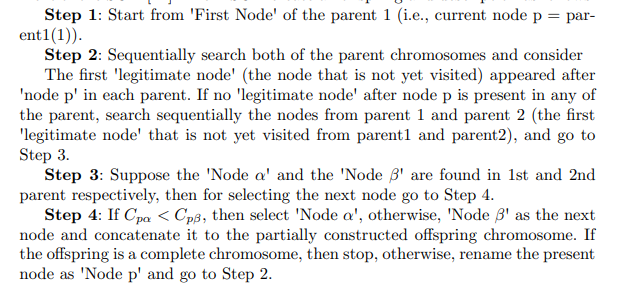 Step 1: Start from 'First Node' of the parent 1 (i.e., current node p = par-
ent1(1)).
Step 2: Sequentially search both of the parent chromosomes and consider
The first 'legitimate node' (the node that is not yet visited) appeared after
'node p' in each parent. If no 'legitimate node' after node p is present in any of
the parent, search sequentially the nodes from parent 1 and parent 2 (the first
'legitimate node' that is not yet visited from parent1 and parent2), and go to
Step 3.
Step 3: Suppose the 'Node α' and the 'Node β' are found in 1st and 2nd
parent respectively, then for selecting the next node go to Step 4.
Step 4: If Cpα < Cpβ, then select 'Node α', otherwise, 'Node β' as the next
node and concatenate it to the partially constructed offspring chromosome. If
the offspring is a complete chromosome, then stop, otherwise, rename the present
node as 'Node p' and go to Step 2.